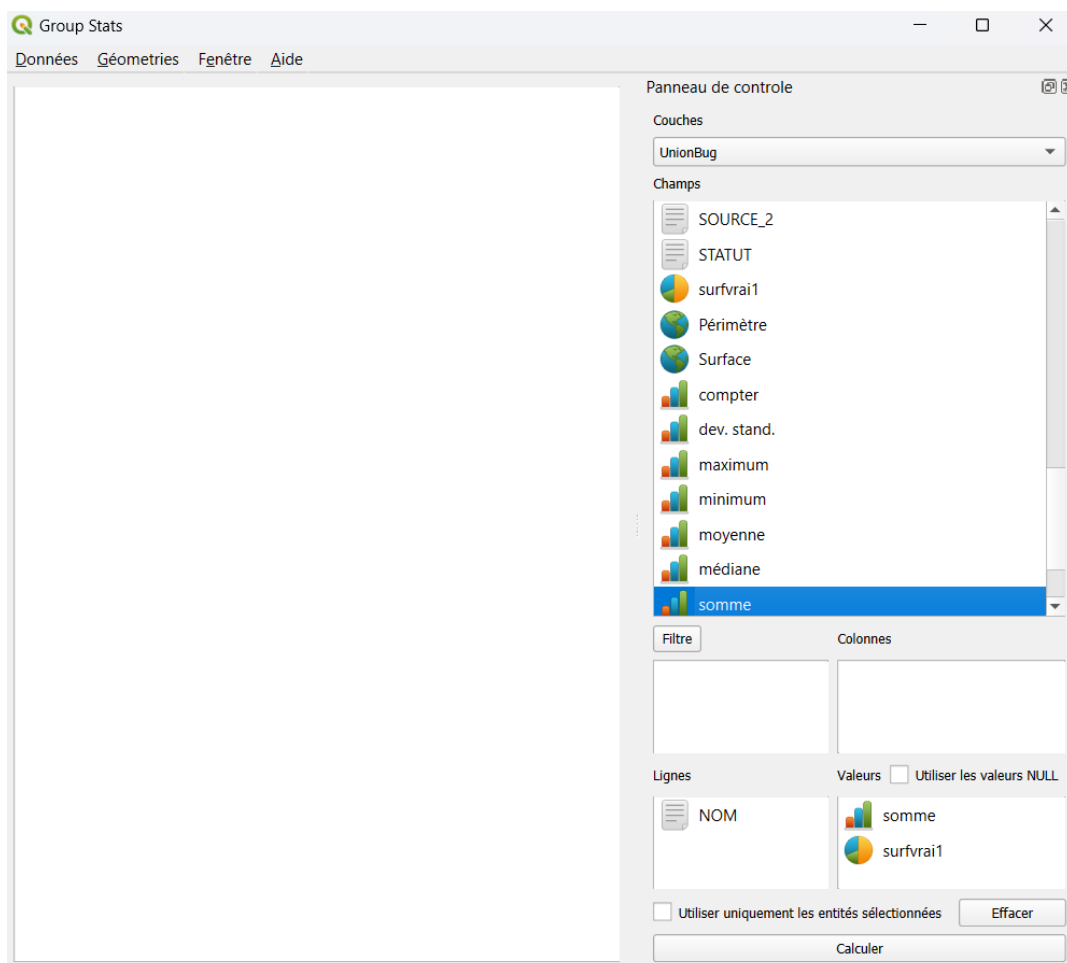 Group Stats
Données Géometries Fenêtre Aide
Panneau de controle
Couches
UnionBug
Champs
SOURCE_2
STATUT
surfvrai1
Périmètre
Surface
compter
dev. stand.
maximum
minimum
moyenne
médiane
somme
Filtre Colonnes
Lignes Valeurs Utiliser les valeurs NULL
NOM somme
surfvrai1
Utiliser uniquement les entités sélectionnées Effacer
Calculer